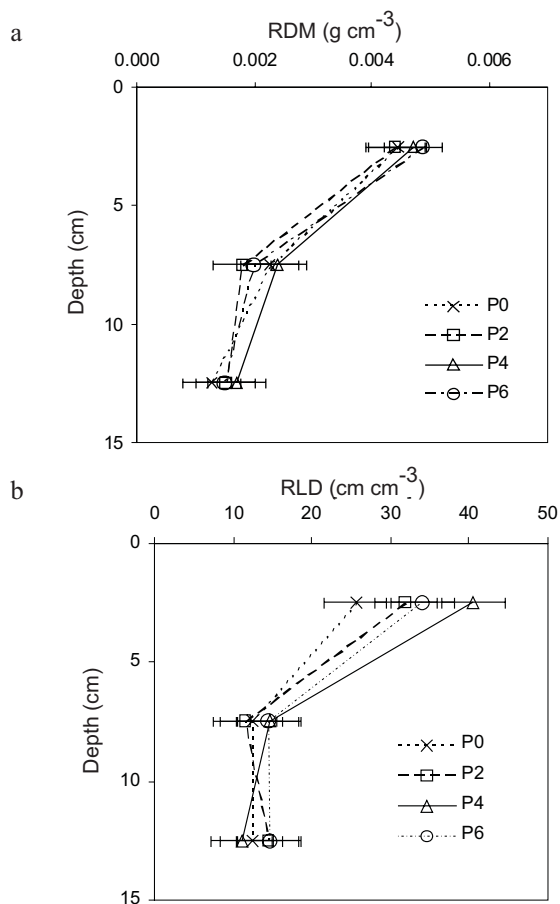 a
RDM (g cm-3)
0.000 0.002 0.004 0.006
0
5
10
15
Depth (cm)
P0
P2
P4
P6
b
RLD (cm cm-3)
0 10 20 30 40 50
0
5
10
15
Depth (cm)
P0
P2
P4
P6